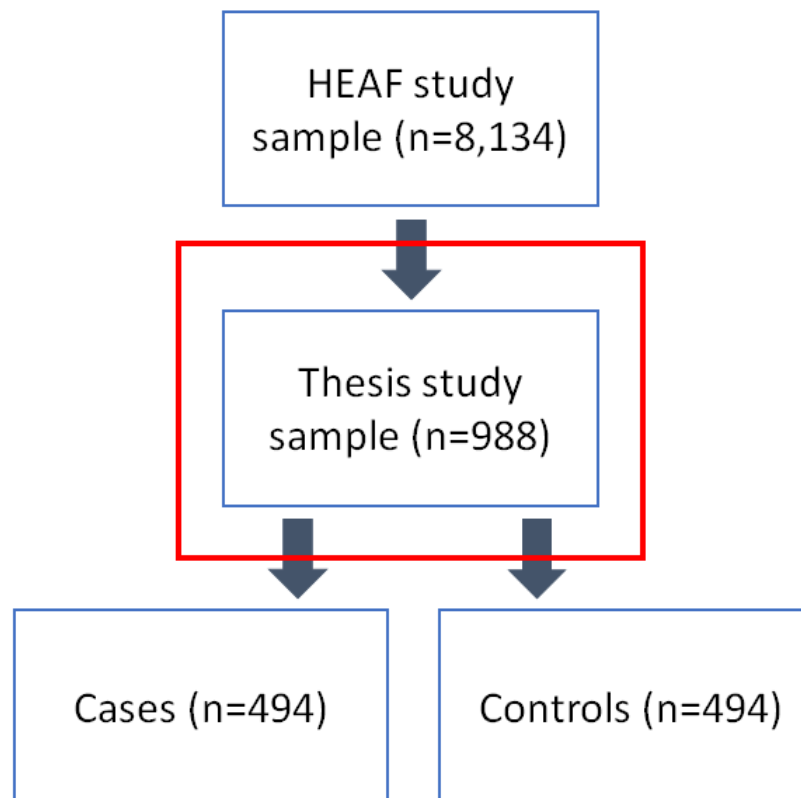 HEAF study
sample (n=8,134)
Thesis study
sample (n=988)
Cases (n=494)
Controls (n=494)